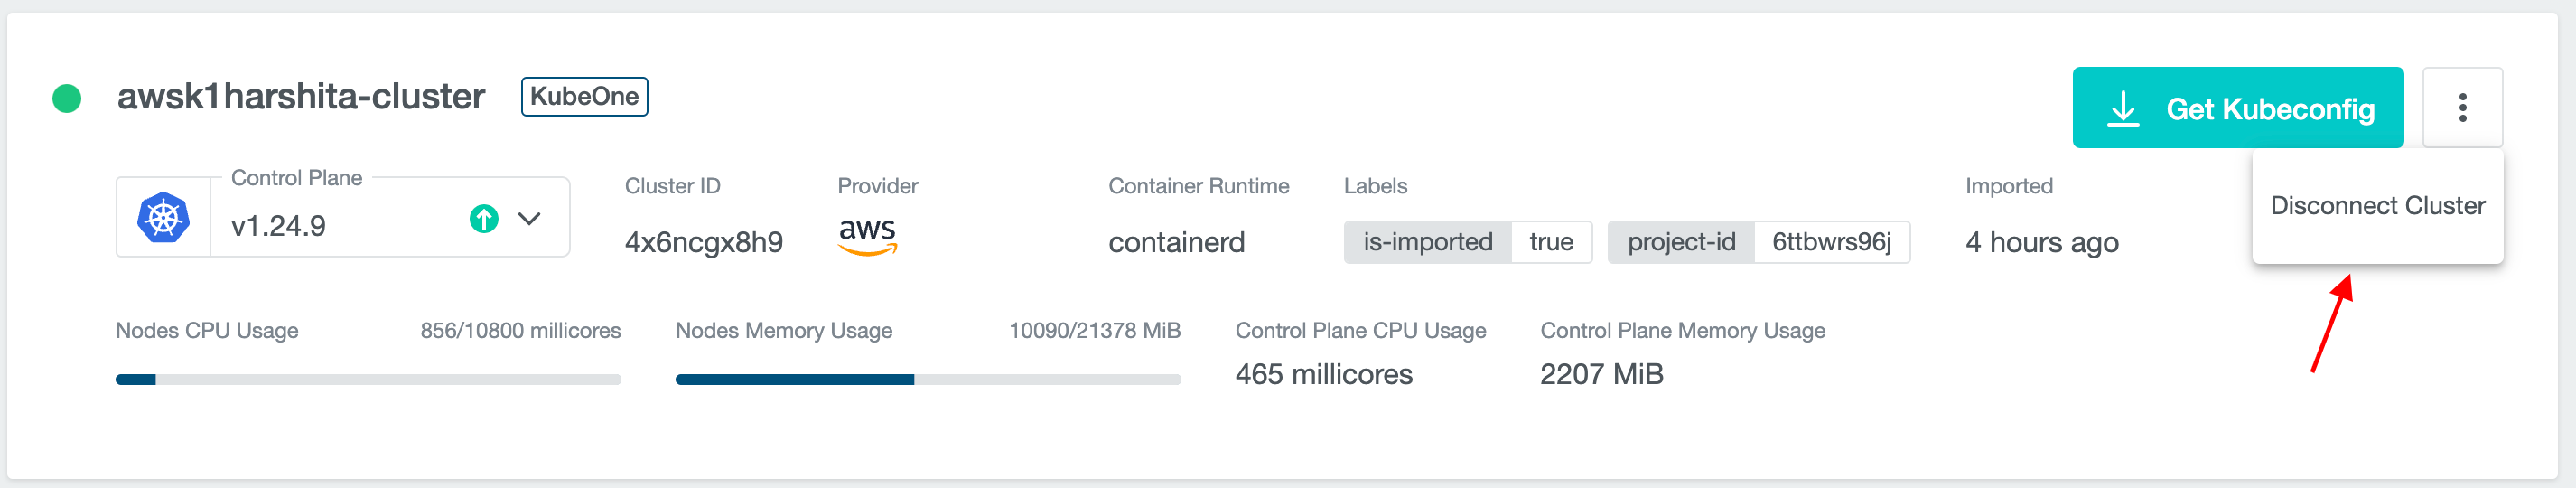 awsk1harshita-cluster
KubeOne
Get Kubeconfig
Disconnect Cluster
Control Plane
v1.24.9
Cluster ID
4x6ncgx8h9
Provider
aws
Container Runtime
containerd
Labels
is-imported true
project-id 6ttbwrs96j
Imported
4 hours ago
Nodes CPU Usage 856/10800 millicores
Nodes Memory Usage 10090/21378 MiB
Control Plane CPU Usage
465 millicores
Control Plane Memory Usage
2207 MiB